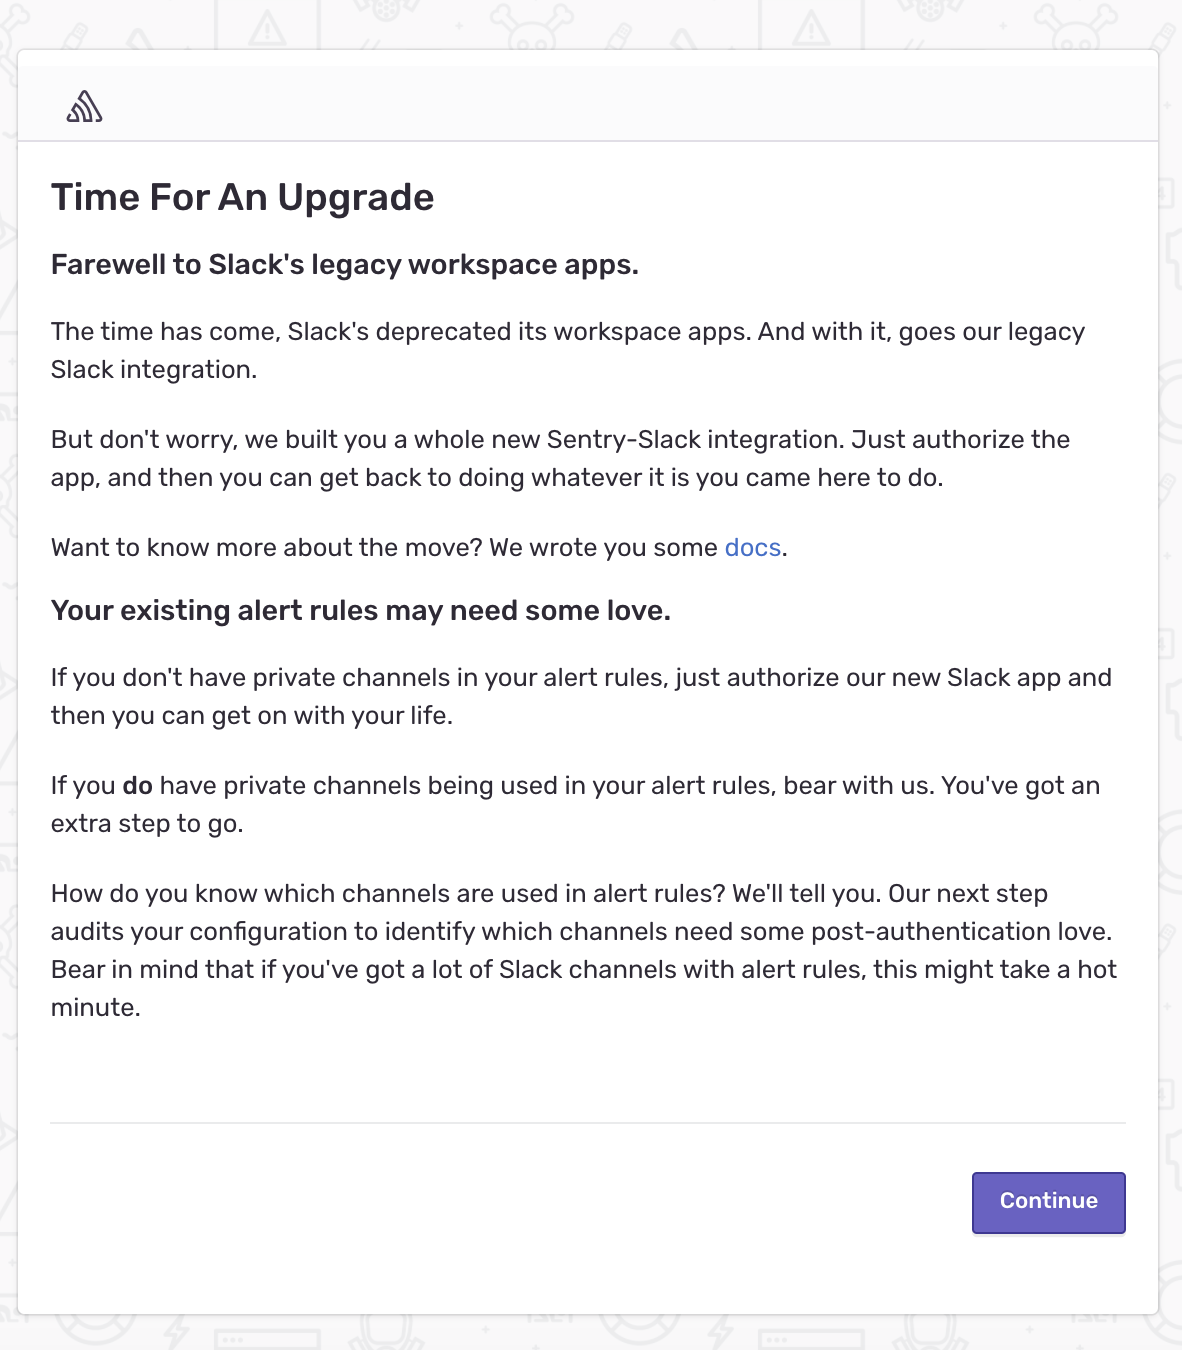 Time For An Upgrade
Farewell to Slack's legacy workspace apps.
The time has come, Slack's deprecated its workspace apps. And with it, goes our legacy
Slack integration.
But don't worry, we built you a whole new Sentry-Slack integration. Just authorize the
app, and then you can get back to doing whatever it is you came here to do.
Want to know more about the move? We wrote you some docs.
Your existing alert rules may need some love.
If you don't have private channels in your alert rules, just authorize our new Slack app and
then you can get on with your life.
If you do have private channels being used in your alert rules, bear with us. You've got an
extra step to go.
How do you know which channels are used in alert rules? We'll tell you. Our next step
audits your configuration to identify which channels need some post-authentication love.
Bear in mind that if you've got a lot of Slack channels with alert rules, this might take a hot
minute.
Continue